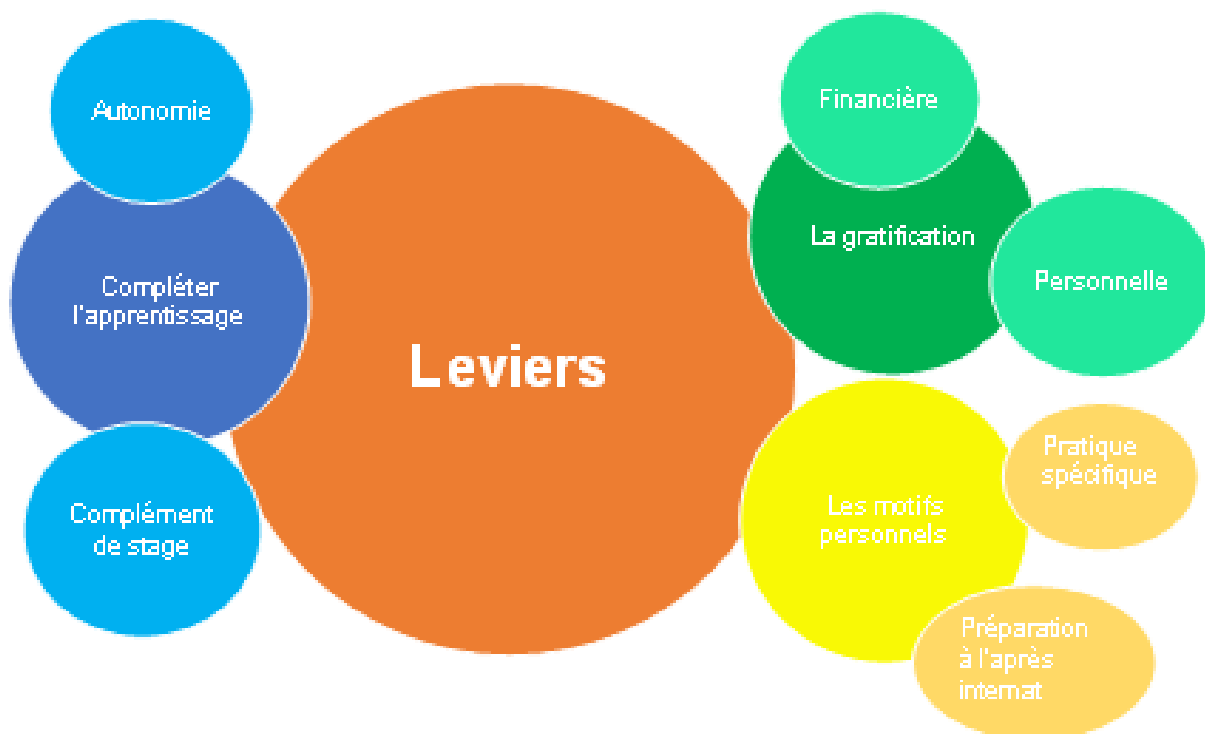 Autonomie
Compléter
l'apprentissage
Complément
de stage
Leviers
Financière
La gratification
Personnelle
Les motifs
personnels
Pratique
spécifique
Préparation
à l'après
internat